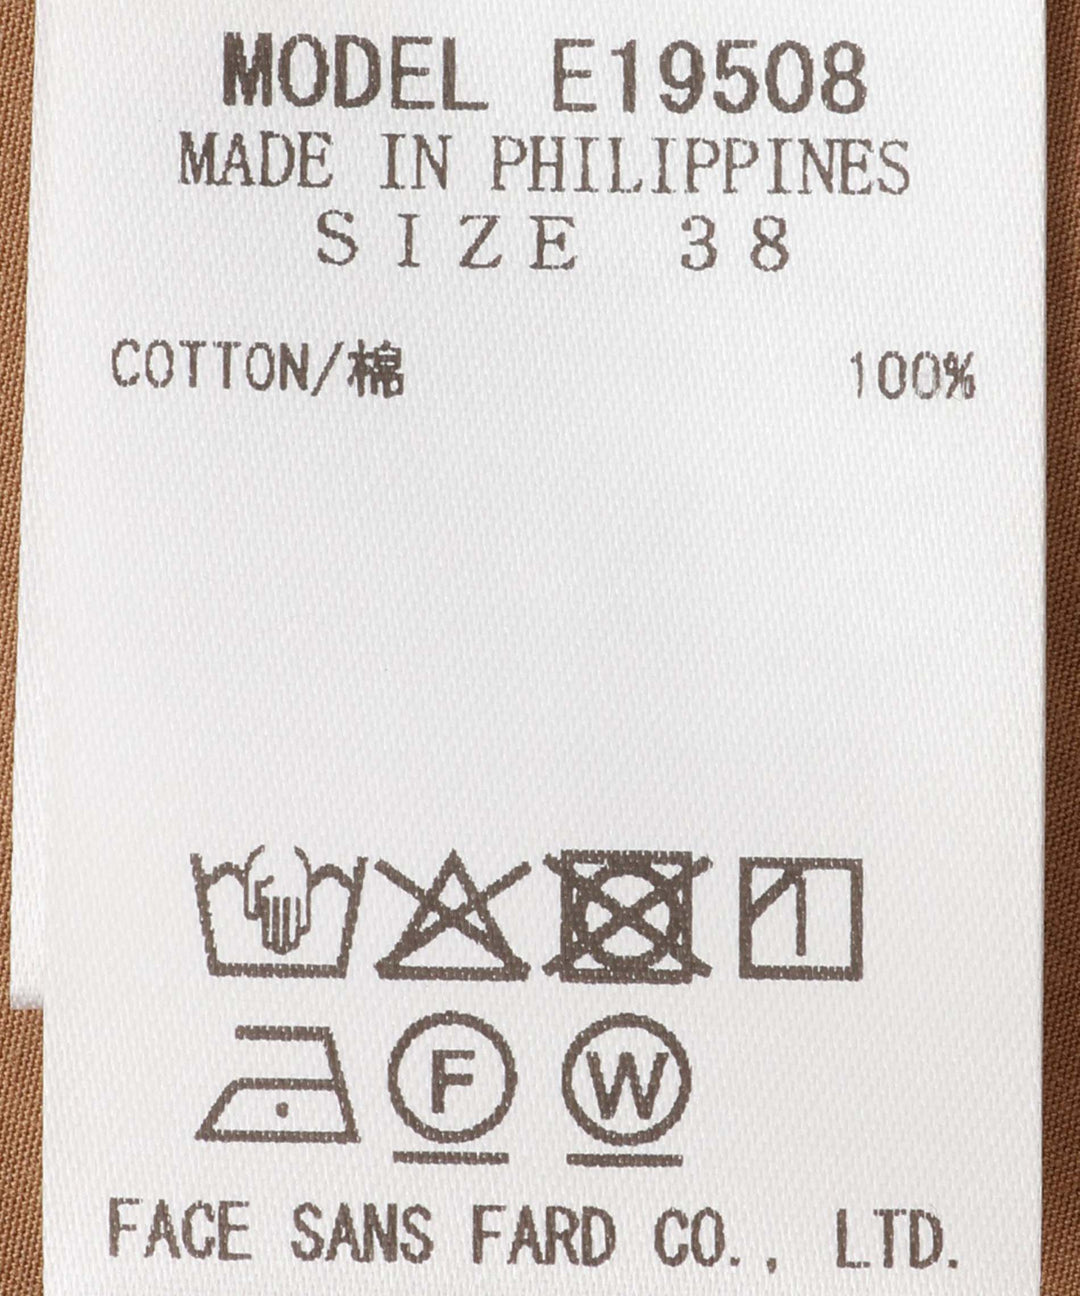 MODEL E19508
MADE IN PHILIPPINES
SIZE 38
COTTON/棉 100%
F W
FACE SANS FARD CO., LTD.